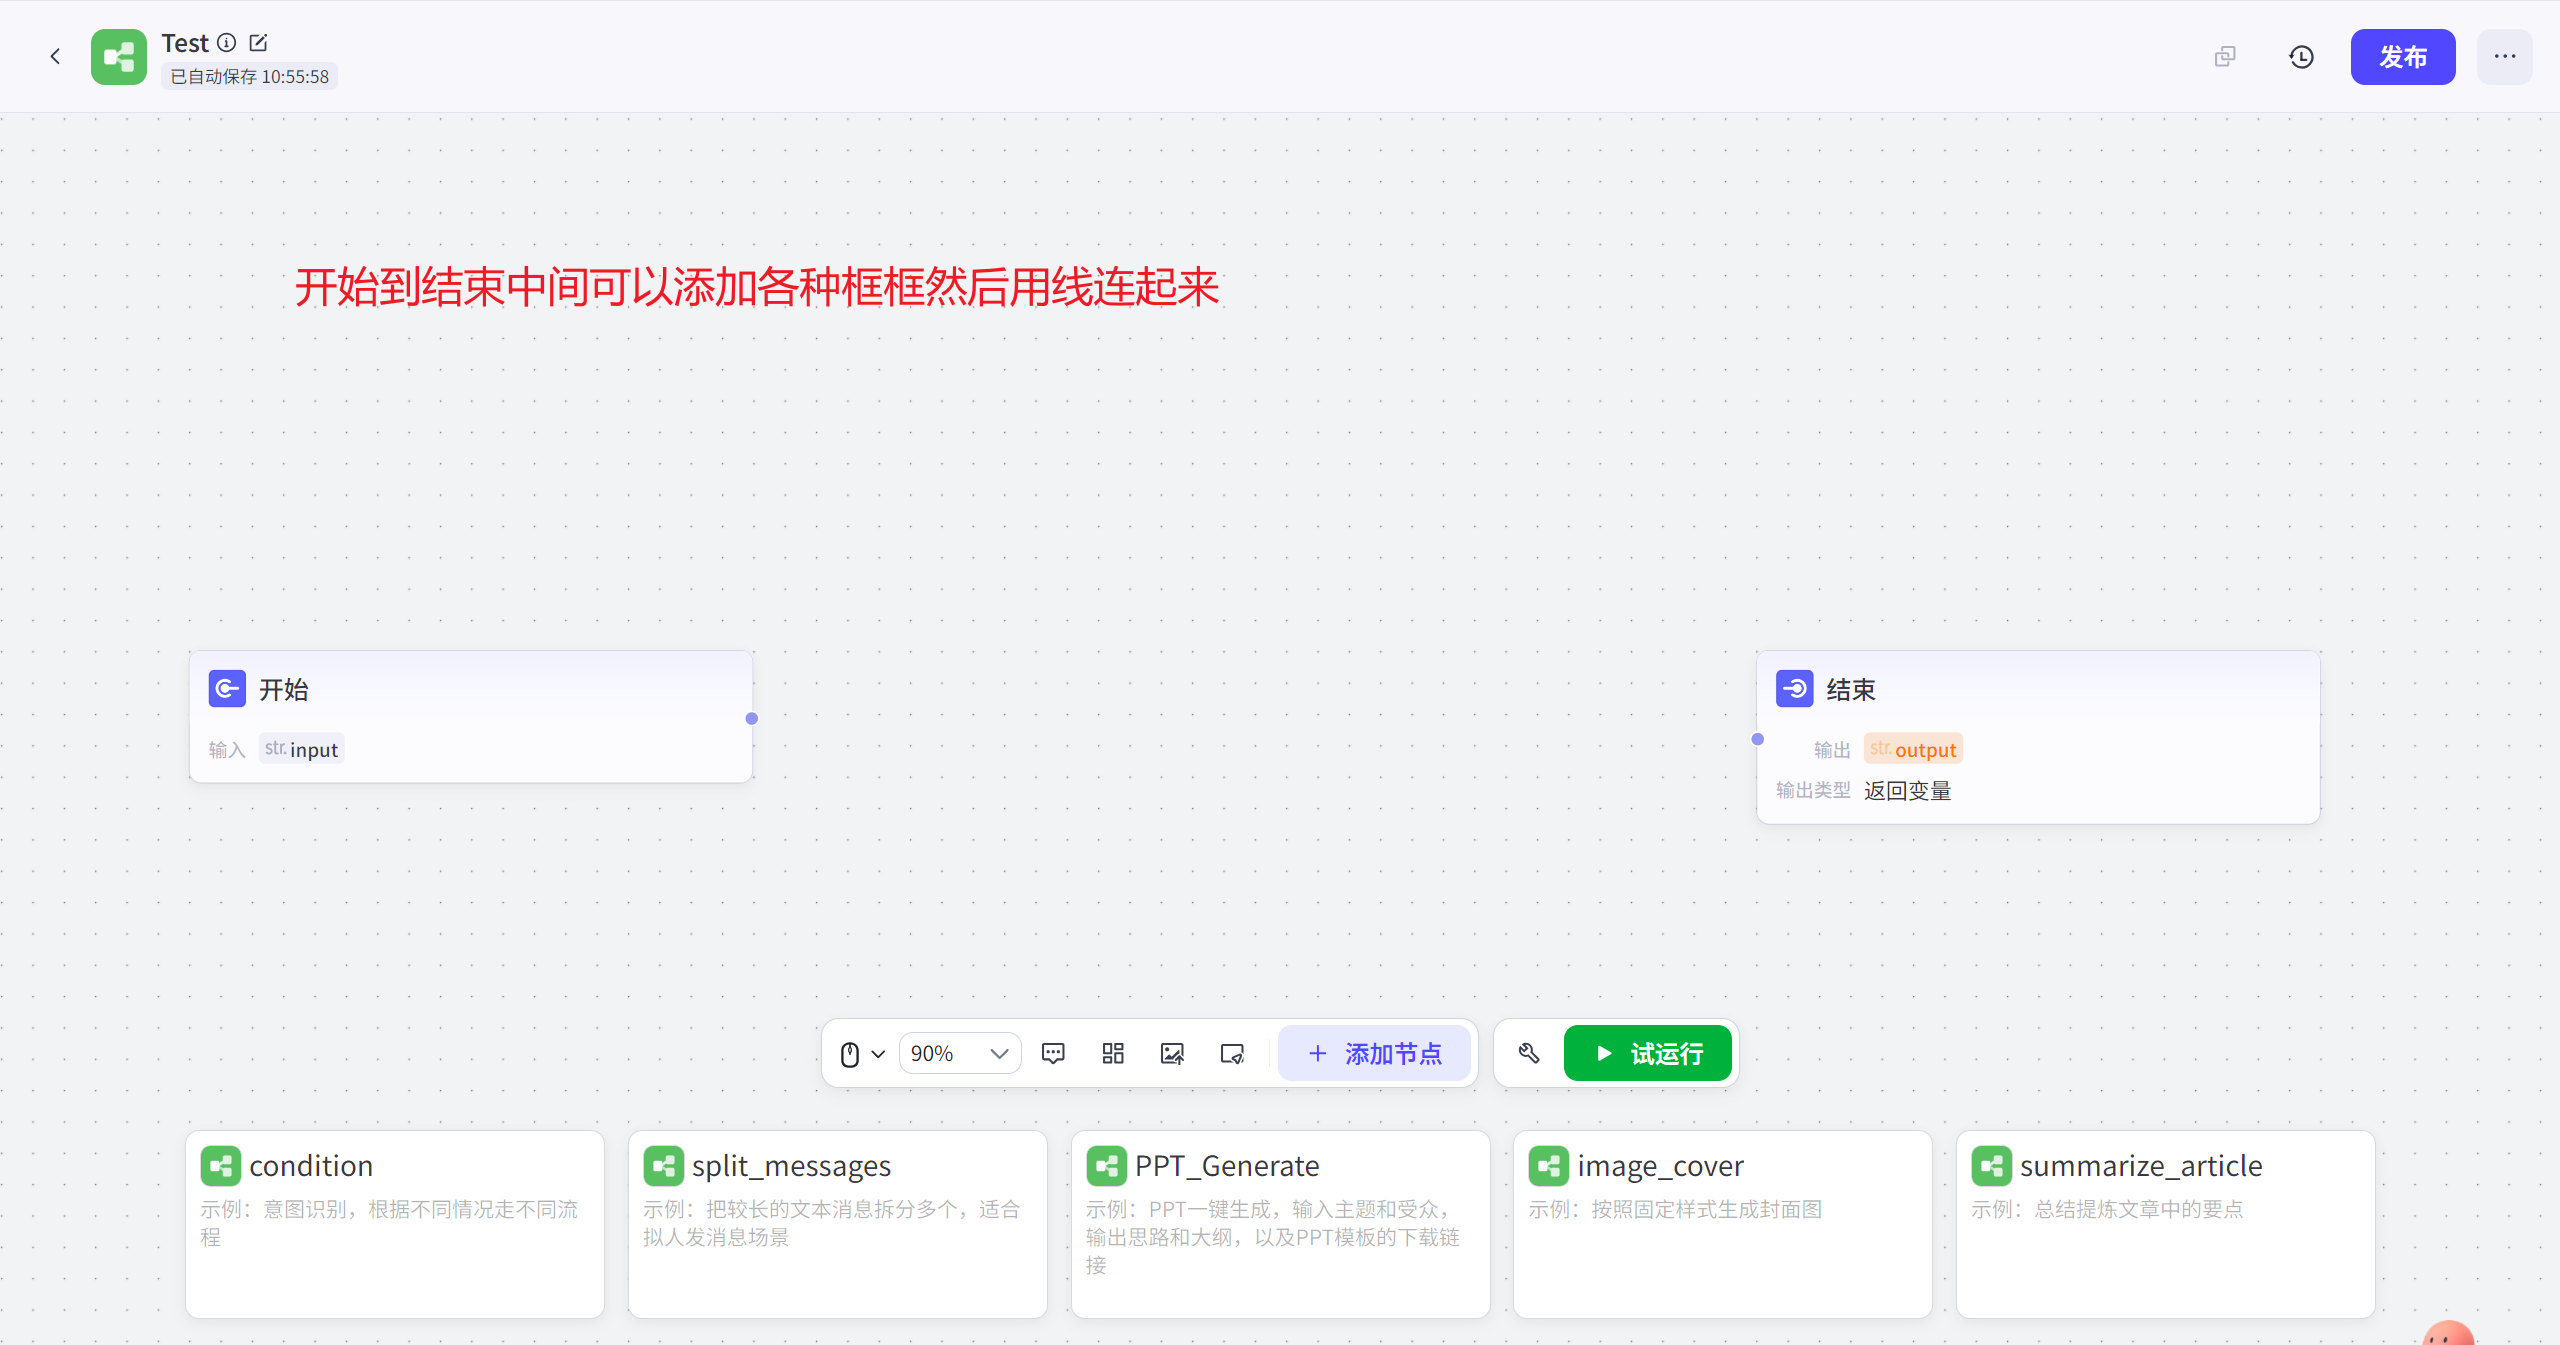 Test
已自动保存 10:55:58
发布
开始到结束中间可以添加各种框框然后用线连起来
开始
输入 str. input
结束
输出 str. output
输出类型 返回变量
90%
添加节点
试运行
condition
示例：意图识别，根据不同情况走不同流
程
split_messages
示例：把较长的文本消息拆分多个，适合
拟人发消息场景
PPT_Generate
示例：PPT一键生成，输入主题和受众，
输出思路和大纲，以及PPT模板的下载链
接
image_cover
示例：按照固定样式生成封面图
summarize_article
示例：总结提炼文章中的要点